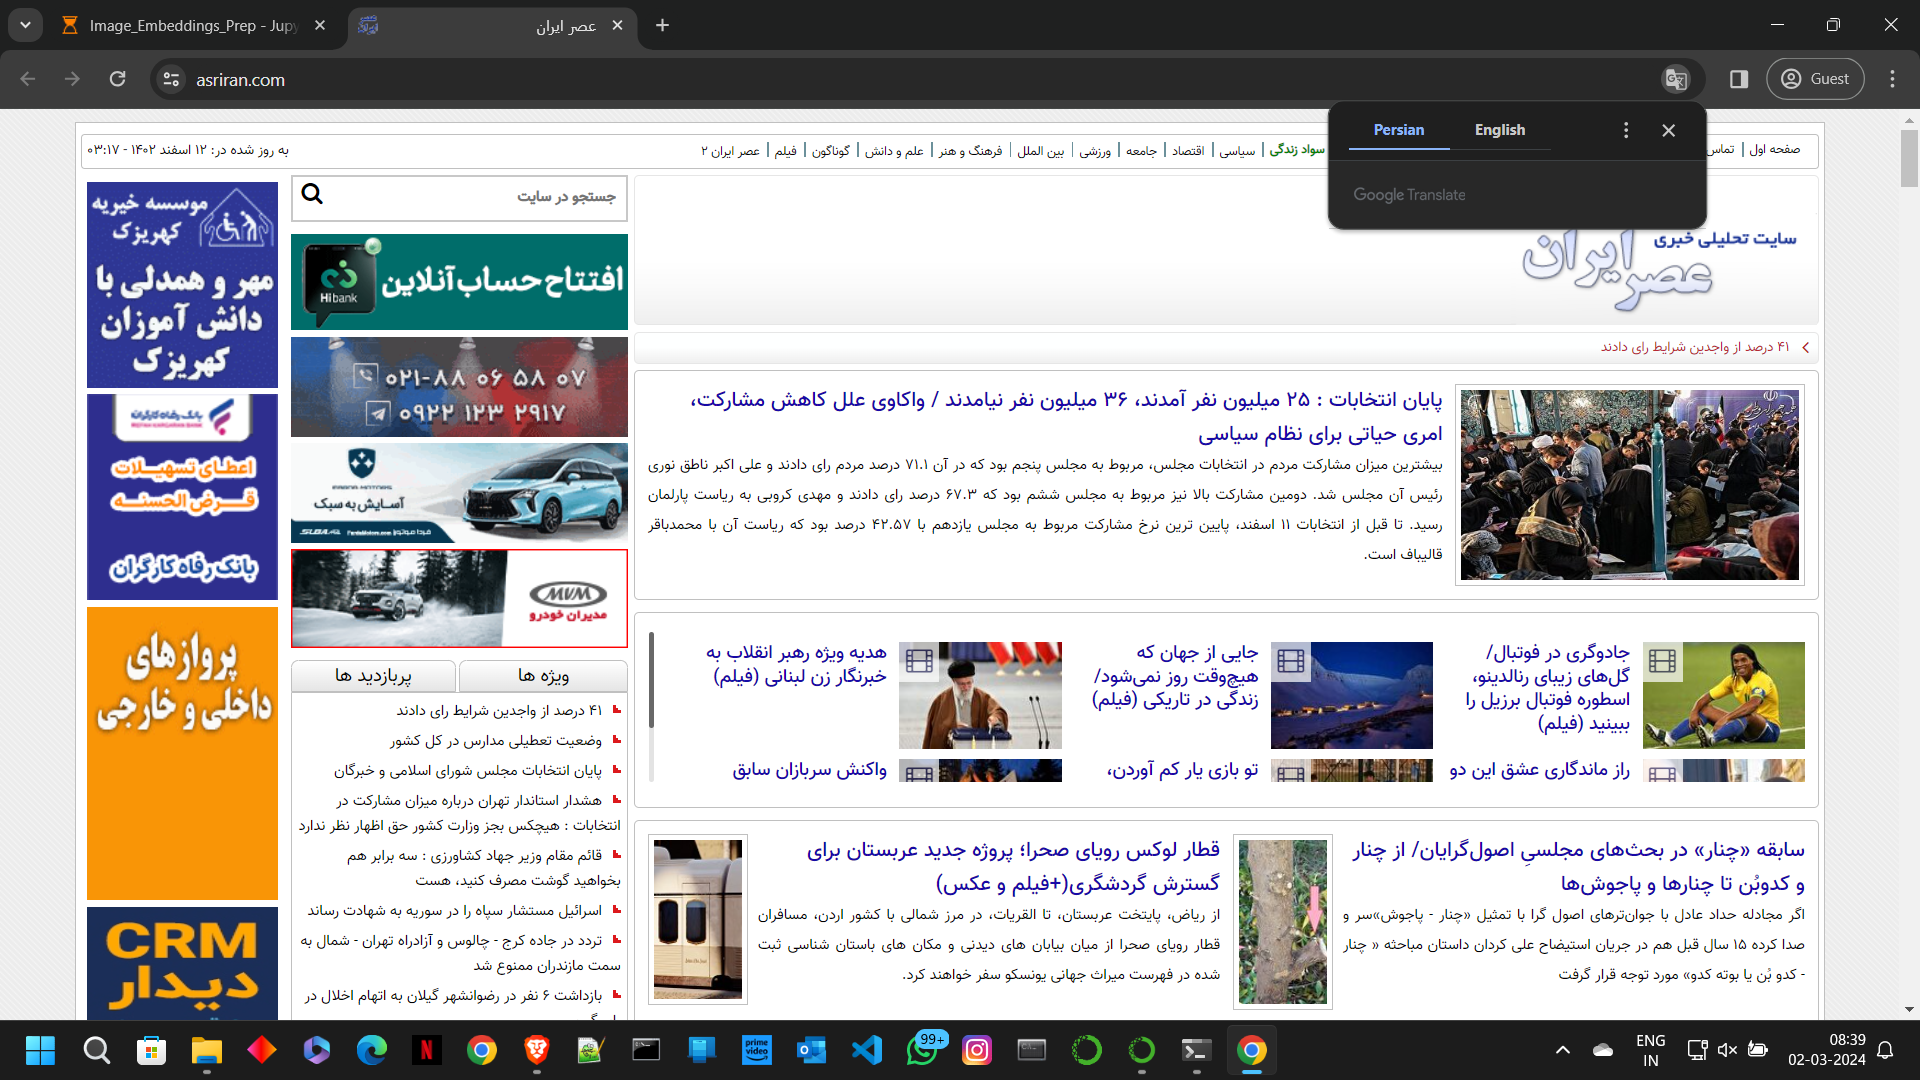 Image_Embeddings_Prep - Jupy
عصر ایران
asriran.com
Guest
Persian
English
Google Translate
صفحه اول
تماس
سواد زندگی
سیاسی
اقتصاد
جامعه
ورزشی
بین الملل
فرهنگ و هنر
علم و دانش
گوناگون
فیلم
عصر ایران ۲
به روز شده در: ۱۲ اسفند ۱۴۰۲ - ۰۳:۱۷
سایت تحلیلی خبری
عصر ایران
۴۱ درصد از واجدین شرایط رای دادند
پایان انتخابات : ۲۵ میلیون نفر آمدند، ۳۶ میلیون نفر نیامدند / واکاوی علل کاهش مشارکت،
امری حیاتی برای نظام سیاسی
بیشترین میزان مشارکت مردم در انتخابات مجلس، مربوط به مجلس پنجم بود که در آن ۷۱.۱ درصد مردم رای دادند و علی اکبر ناطق نوری
رئیس آن مجلس شد. دومین مشارکت بالا نیز مربوط به مجلس ششم بود که ۶۷.۳ درصد رای دادند و مهدی کروبی به ریاست پارلمان
رسید. تا قبل از انتخابات ۱۱ اسفند، پایین ترین نرخ مشارکت مربوط به مجلس یازدهم با ۴۲.۵۷ درصد بود که ریاست آن با محمدباقر
قالیباف است.
جادوگری در فوتبال/
گل‌های زیبای رنالدینو،
اسطوره فوتبال برزیل را
ببینید (فیلم)
جایی از جهان که
هیچ‌وقت روز نمی‌شود/
زندگی در تاریکی (فیلم)
هدیه ویژه رهبر انقلاب به
خبرنگار زن لبنانی (فیلم)
راز ماندگاری عشق این دو
تو بازی یار کم آوردن،
واکنش سربازان سابق
سابقه «چنار» در بحث‌های مجلسیِ اصول‌گرایان/ از چنار
و کدوبُن تا چنارها و پاجوش‌ها
اگر مجادله حداد عادل با جوان‌ترهای اصول گرا با تمثیل «چنار - پاجوش»سر و
صدا کرده ۱۵ سال قبل هم در جریان استیضاح علی کردان داستان مباحثه « چنار
- کدو بُن یا بوته کدو» مورد توجه قرار گرفت
قطار لوکس رویای صحرا؛ پروژه جدید عربستان برای
گسترش گردشگری(+فیلم و عکس)
از ریاض، پایتخت عربستان، تا القریات، در مرز شمالی با کشور اردن، مسافران
قطار رویای صحرا از میان بیابان های دیدنی و مکان های باستان شناسی ثبت
شده در فهرست میراث جهانی یونسکو سفر خواهند کرد.
جستجو در سایت
افتتاح حساب آنلاین
Hibank
۰۲۱-۸۸ ۰۶ ۵۸ ۰۷
۰۹۲۲ ۱۲۳ ۲۹۱۷
آسایش به سبک
MVM
مدیران خودرو
ویژه ها
پربازدید ها
۴۱ درصد از واجدین شرایط رای دادند
وضعیت تعطیلی مدارس در کل کشور
پایان انتخابات مجلس شورای اسلامی و خبرگان
هشدار استاندار تهران درباره میزان مشارکت در
انتخابات : هیچکس بجز وزارت کشور حق اظهار نظر ندارد
قائم مقام وزیر جهاد کشاورزی : سه برابر هم
بخواهید گوشت مصرف کنید، هست
اسرائیل مستشار سپاه را در سوریه به شهادت رساند
تردد در جاده کرج - چالوس و آزادراه تهران - شمال به
سمت مازندران ممنوع شد
بازداشت ۶ نفر در رضوانشهر گیلان به اتهام اخلال در
موسسه خیریه
کهریزک
مهر و همدلی با
دانش آموزان
کهریزک
بانک رفاه کارگران
اعطای تسهیلات
قرض الحسنه
بانک رفاه کارگران
پروازهای
داخلی و خارجی
CRM
دیدار
prime video
99+
ENG
IN
08:39
02-03-2024